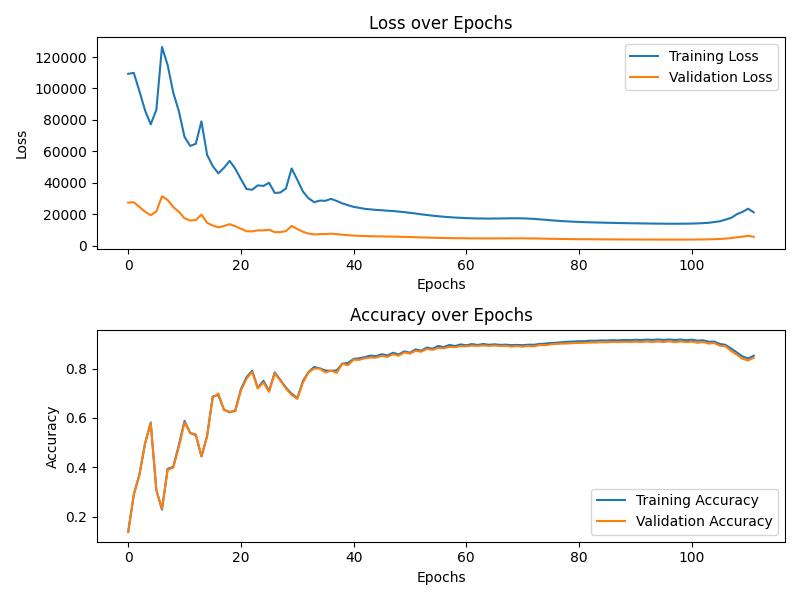 Loss over Epochs
120000
100000
80000
60000
40000
20000
0
Loss
Training Loss
Validation Loss
0 20 40 60 80 100
Epochs
Accuracy over Epochs
0.8
0.6
0.4
0.2
Accuracy
Training Accuracy
Validation Accuracy
0 20 40 60 80 100
Epochs